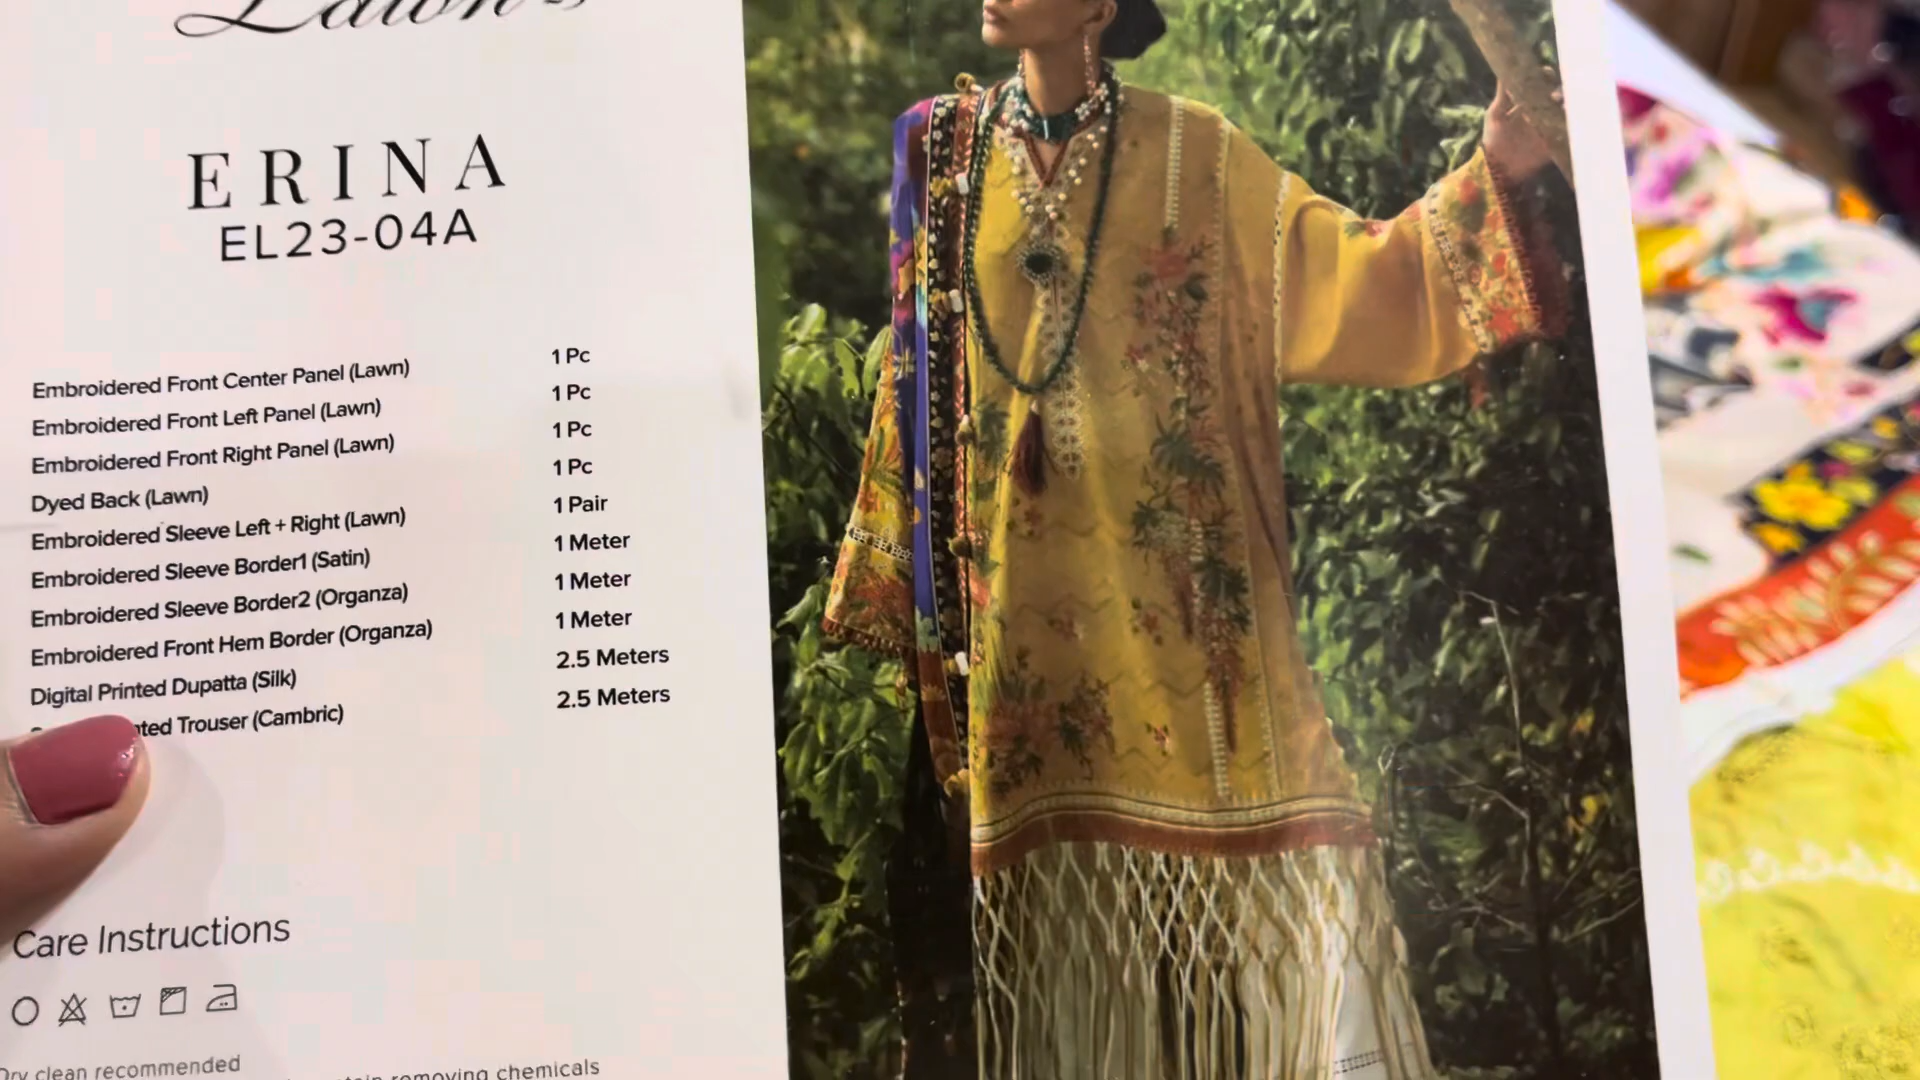 Lawn
ERINA
EL23-04A
Embroidered Front Center Panel (Lawn) 1 Pc
Embroidered Front Left Panel (Lawn) 1 Pc
Embroidered Front Right Panel (Lawn) 1 Pc
Dyed Back (Lawn) 1 Pc
Embroidered Sleeve Left + Right (Lawn) 1 Pair
Embroidered Sleeve Border1 (Satin) 1 Meter
Embroidered Sleeve Border2 (Organza) 1 Meter
Embroidered Front Hem Border (Organza) 1 Meter
Digital Printed Dupatta (Silk) 2.5 Meters
Trouser (Cambric) 2.5 Meters
Care Instructions
Dry clean recommended
removing chemicals